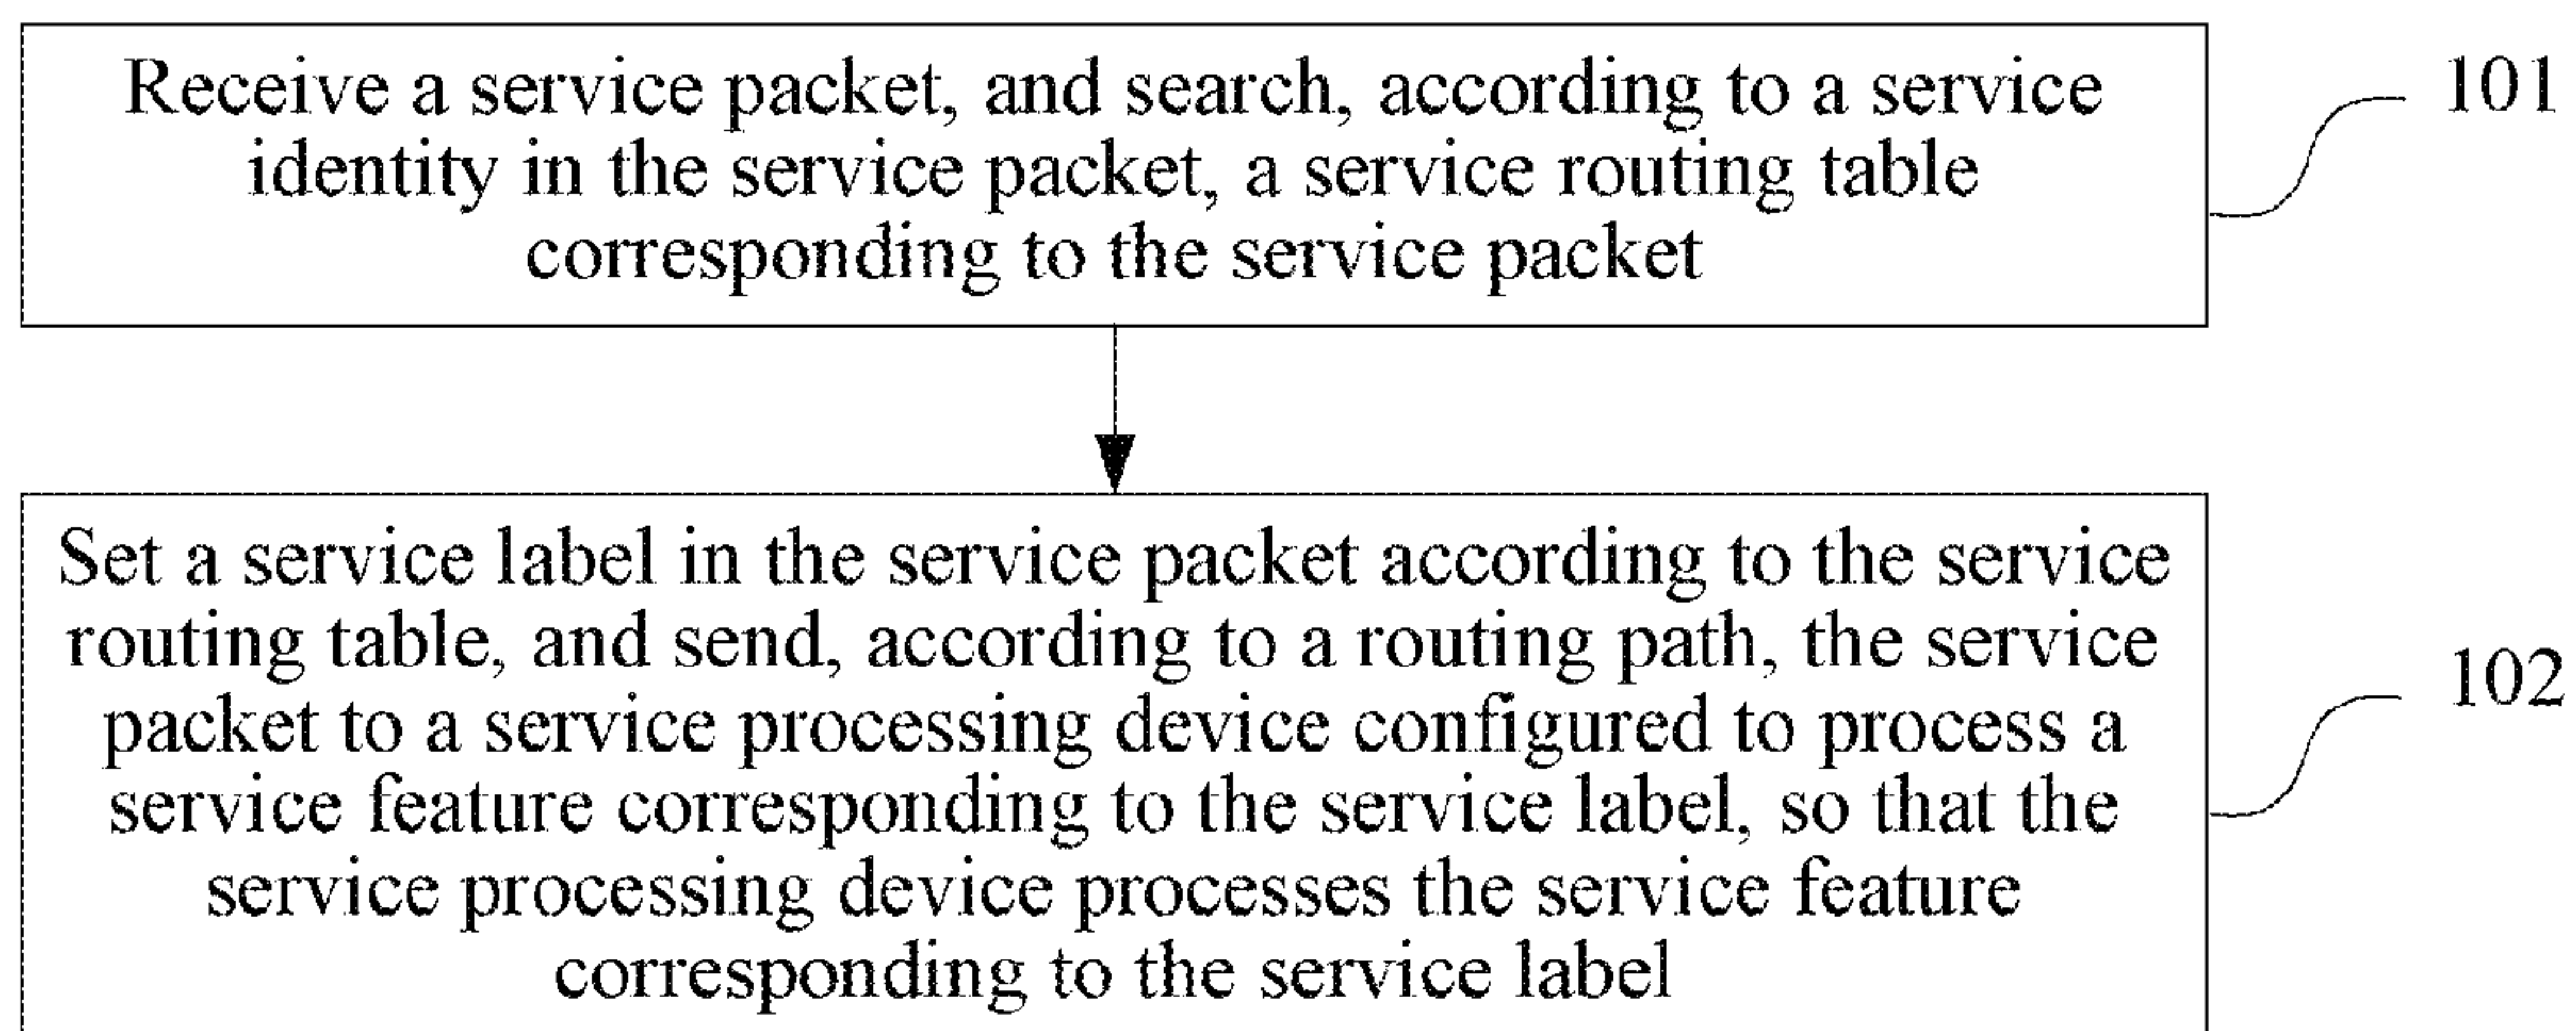 Receive a service packet, and search, according to a service
identity in the service packet, a service routing table
corresponding to the service packet
101
Set a service label in the service packet according to the service
routing table, and send, according to a routing path, the service
packet to a service processing device configured to process a
service feature corresponding to the service label, so that the
service processing device processes the service feature
corresponding to the service label
102